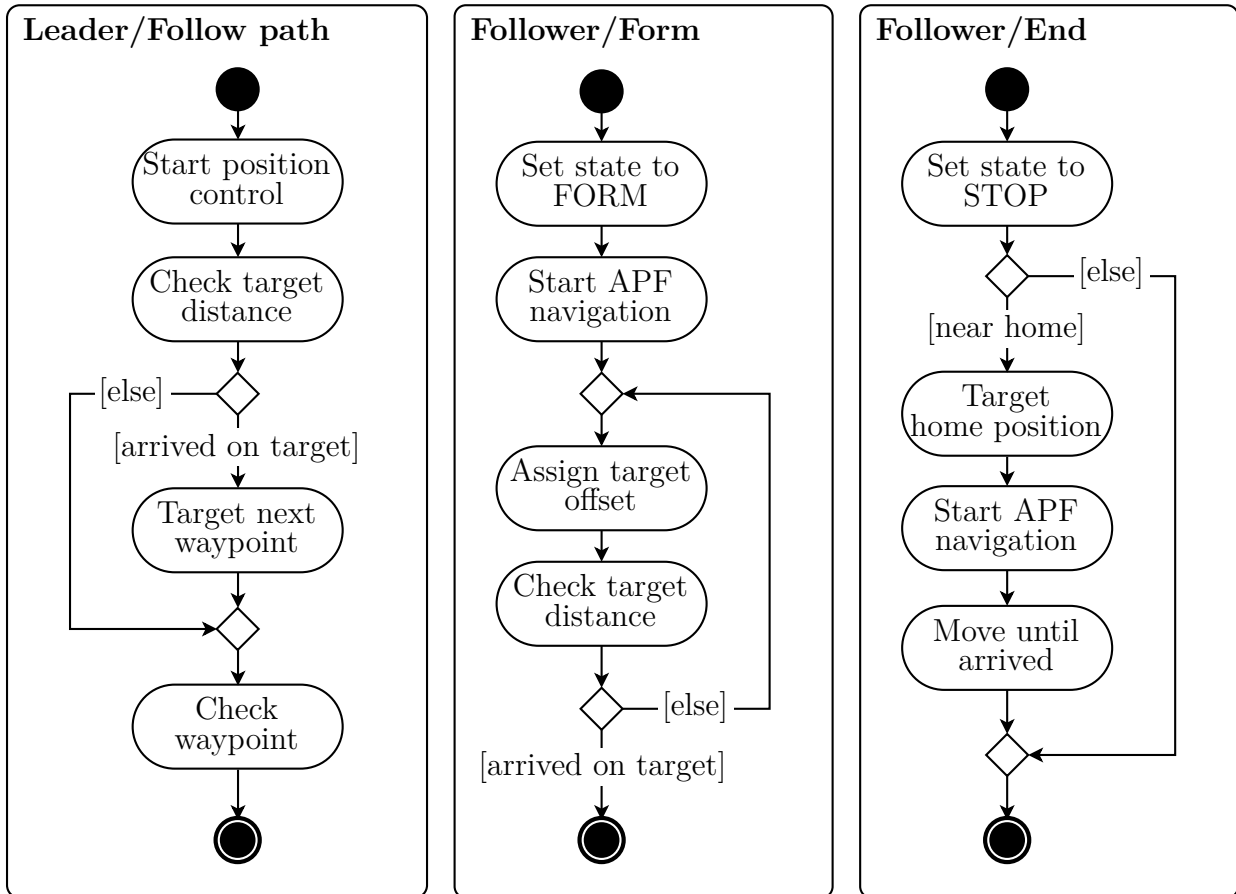 Leader/Follow path
Start position
control
Check target
distance
[else]
[arrived on target]
Target next
waypoint
Check
waypoint
Follower/Form
Set state to
FORM
Start APF
navigation
Assign target
offset
Check target
distance
[else]
[arrived on target]
Follower/End
Set state to
STOP
[else]
[near home]
Target
home position
Start APF
navigation
Move until
arrived